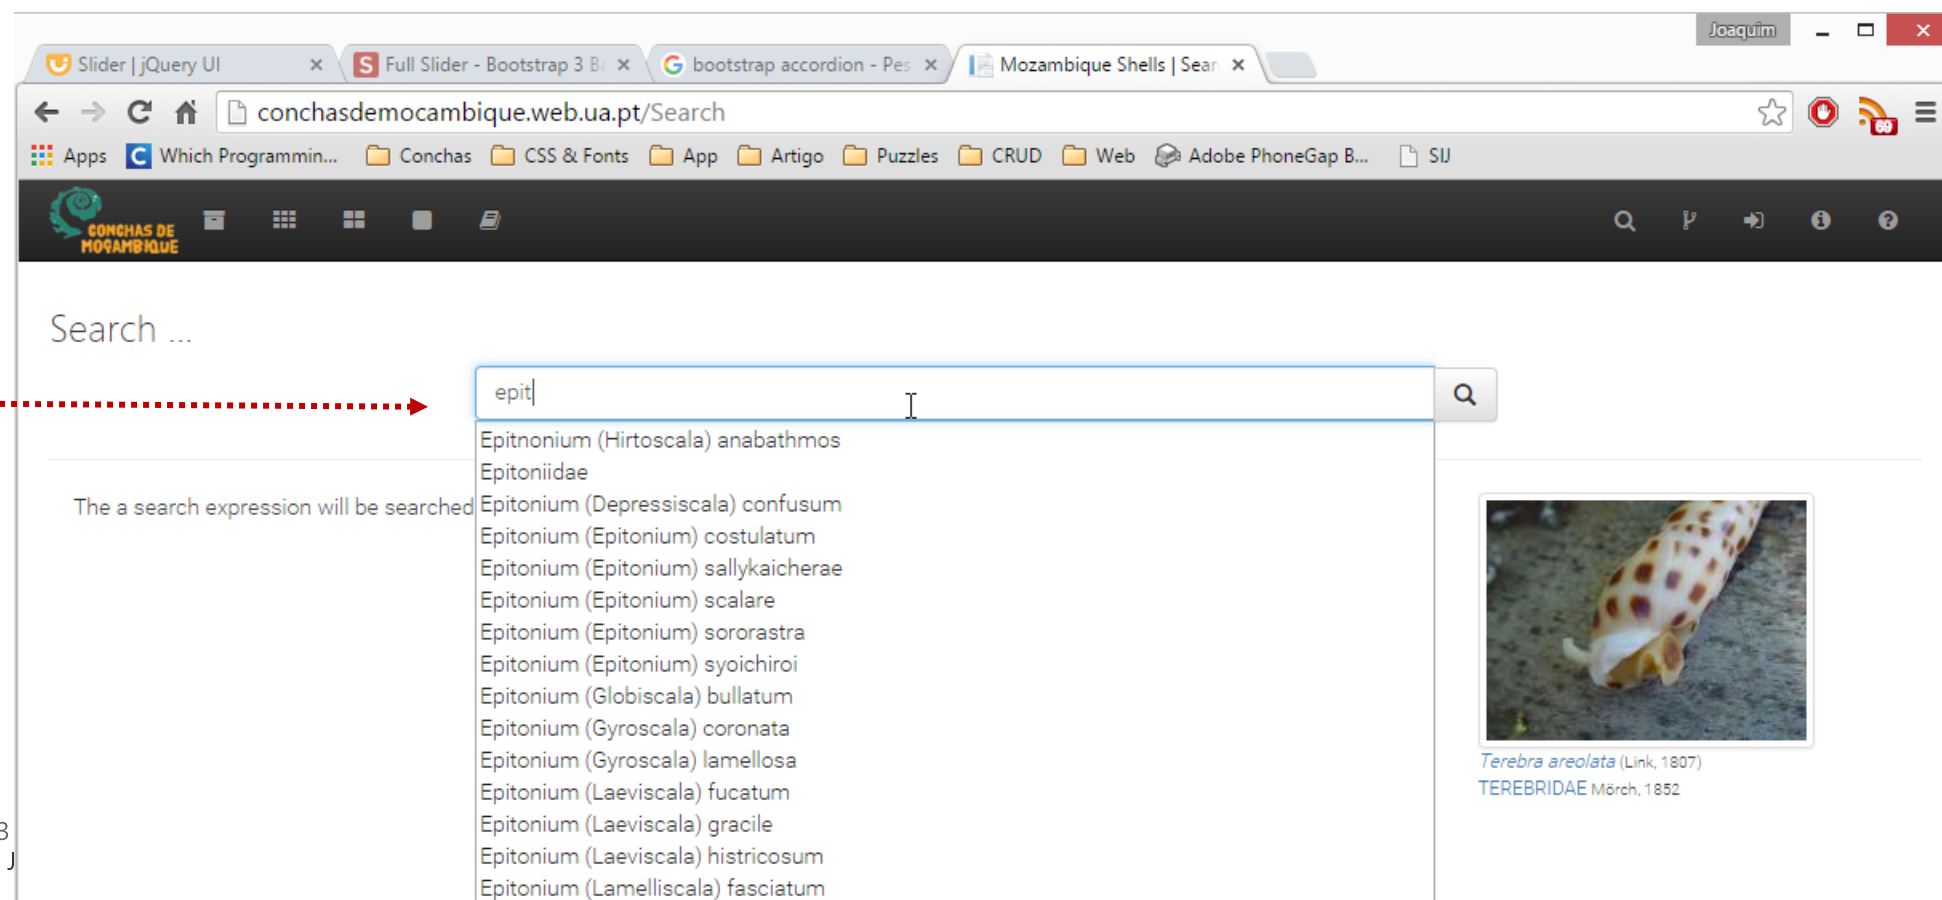 Joaquim
Slider | jQuery UI
S Full Slider - Bootstrap 3 Ba
G bootstrap accordion - Pes
Mozambique Shells | Sear
conchasdemocambique.web.ua.pt/Search
69
Apps
C Which Programmin...
Conchas
CSS & Fonts
App
Artigo
Puzzles
CRUD
Web
Adobe PhoneGap B...
SIJ
CONCHAS DE
MOÇAMBIQUE
Search ...
epit
Epitnonium (Hirtoscala) anabathmos
Epitoniidae
The a search expression will be searched
Epitonium (Depressiscala) confusum
Epitonium (Epitonium) costulatum
Epitonium (Epitonium) sallykaicherae
Epitonium (Epitonium) scalare
Epitonium (Epitonium) sororastra
Epitonium (Epitonium) syoichiroi
Epitonium (Globiscala) bullatum
Epitonium (Gyroscala) coronata
Epitonium (Gyroscala) lamellosa
Epitonium (Laeviscala) fucatum
Epitonium (Laeviscala) gracile
Epitonium (Laeviscala) histricosum
Epitonium (Lamelliscala) fasciatum
Terebra areolata (Link, 1807)
TEREBRIDAE Mörch, 1852
3
J